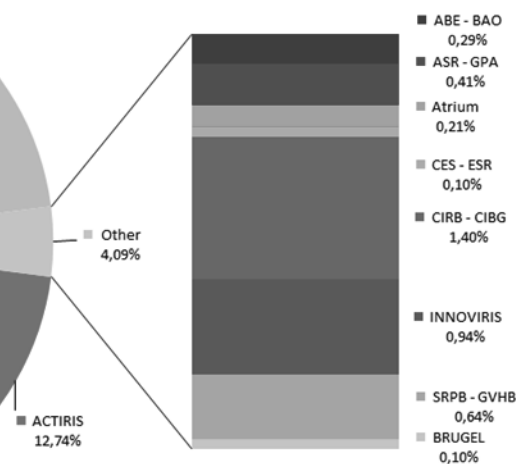 ABE - BAO
0,29%
ASR - GPA
0,41%
Atrium
0,21%
CES - ESR
0,10%
CIRB - CIBG
1,40%
INNOVIRIS
0,94%
SRPB - GVHB
0,64%
BRUGEL
0,10%
Other
4,09%
ACTIRIS
12,74%